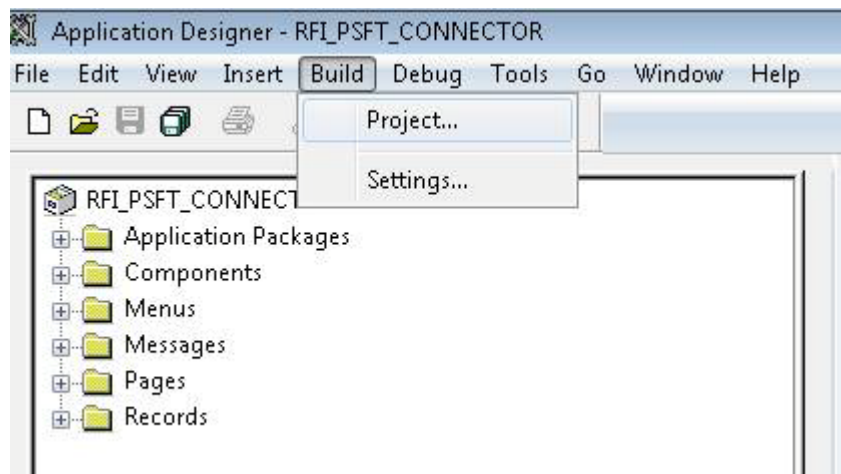 Application Designer - RFI_PSFT_CONNECTOR
File Edit View Insert Build Debug Tools Go Window Help
Project...
Settings...
RFI_PSFT_CONNECT
Application Packages
Components
Menus
Messages
Pages
Records